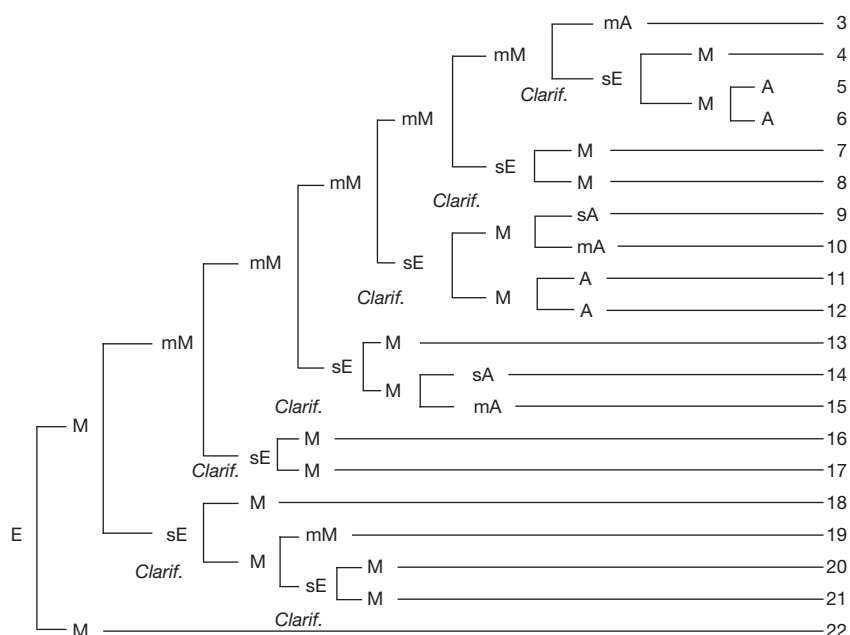 mA 3
mM M 4
Clarif. sE A 5
M
mM A 6
M 7
sE
mM M 8
Clarif. sA 9
M
mA 10
mM sE
A 11
Clarif. M
A 12
mM M 13
sE sA 14
M
Clarif. mA 15
M M 16
sE
Clarif. M 17
M 18
E sE mM 19
M
Clarif. M 20
sE
M 21
Clarif.
M 22